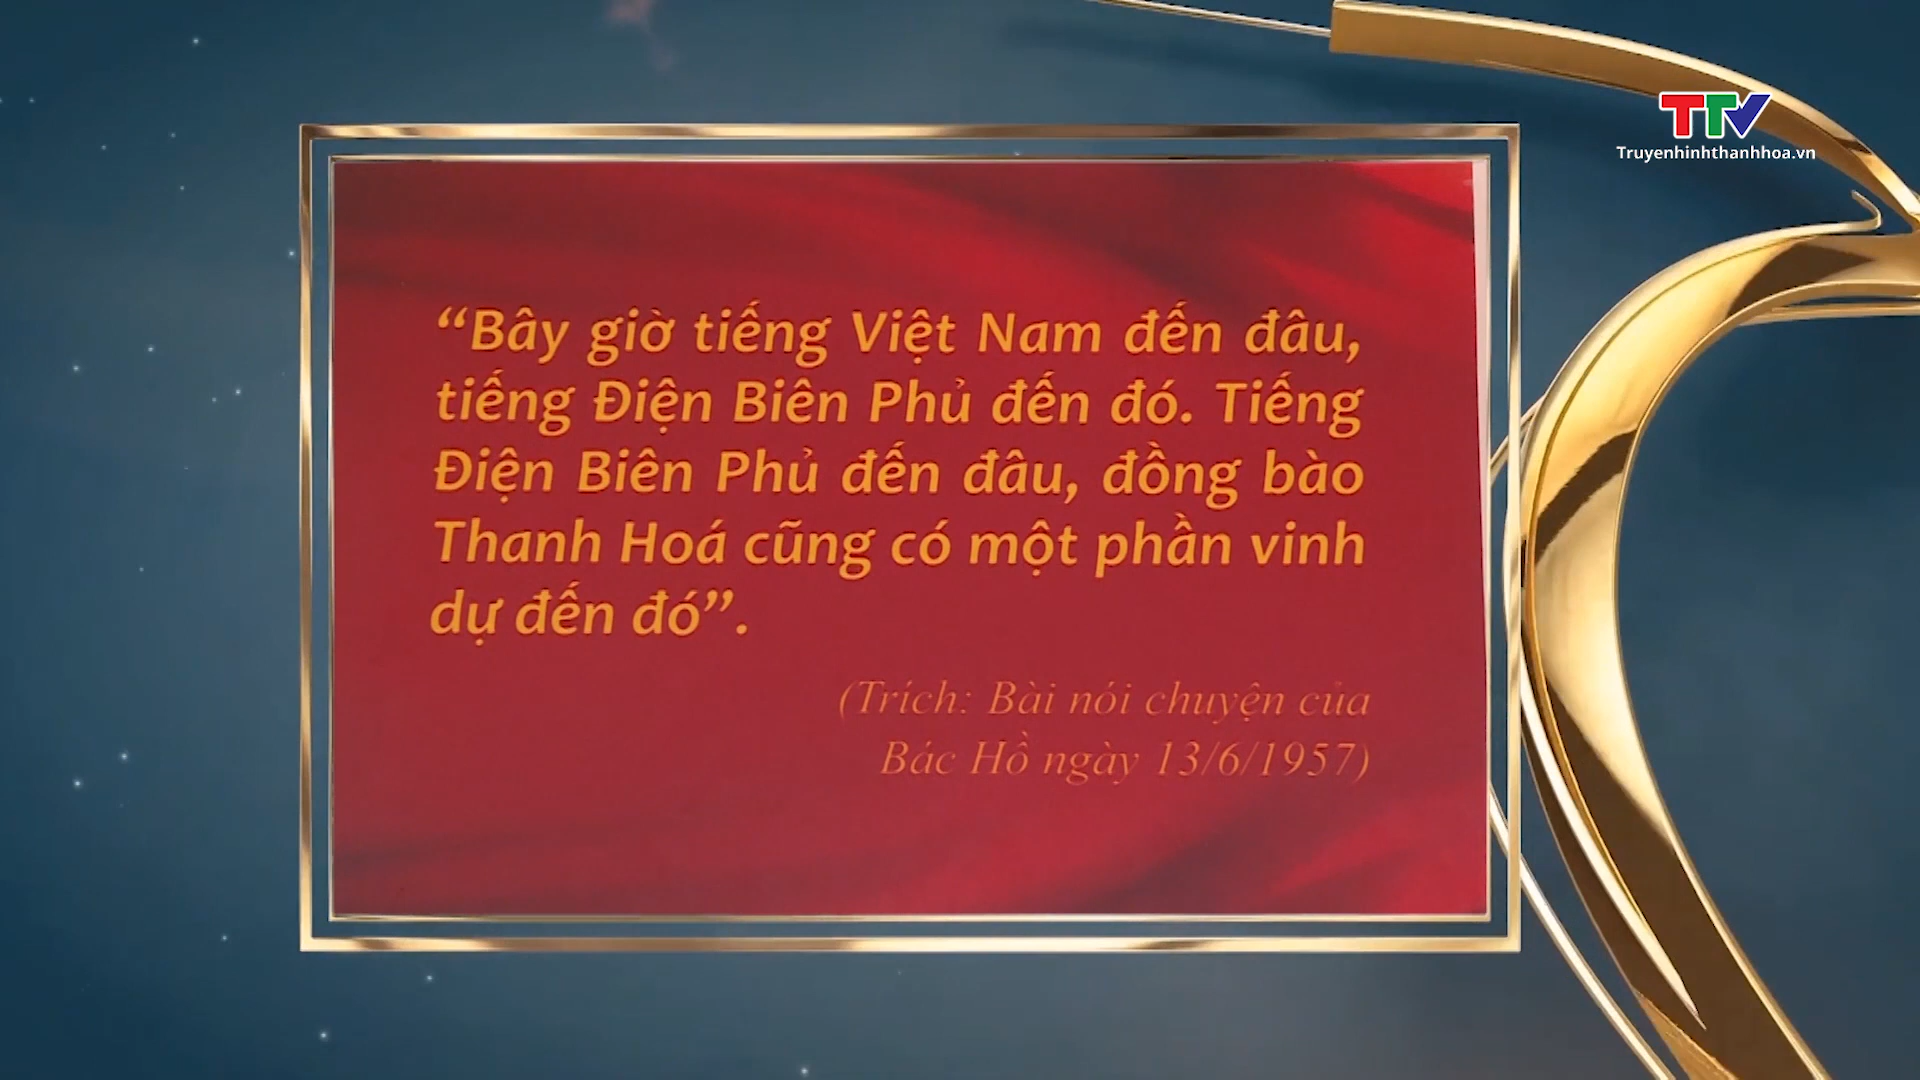 TTV
Truyenhinhthanhhoa.vn
“Bây giờ tiếng Việt Nam đến đâu,
tiếng Điện Biên Phủ đến đó. Tiếng
Điện Biên Phủ đến đâu, đồng bào
Thanh Hoá cũng có một phần vinh
dự đến đó”.
(Trích: Bài nói chuyện của
Bác Hồ ngày 13/6/1957)